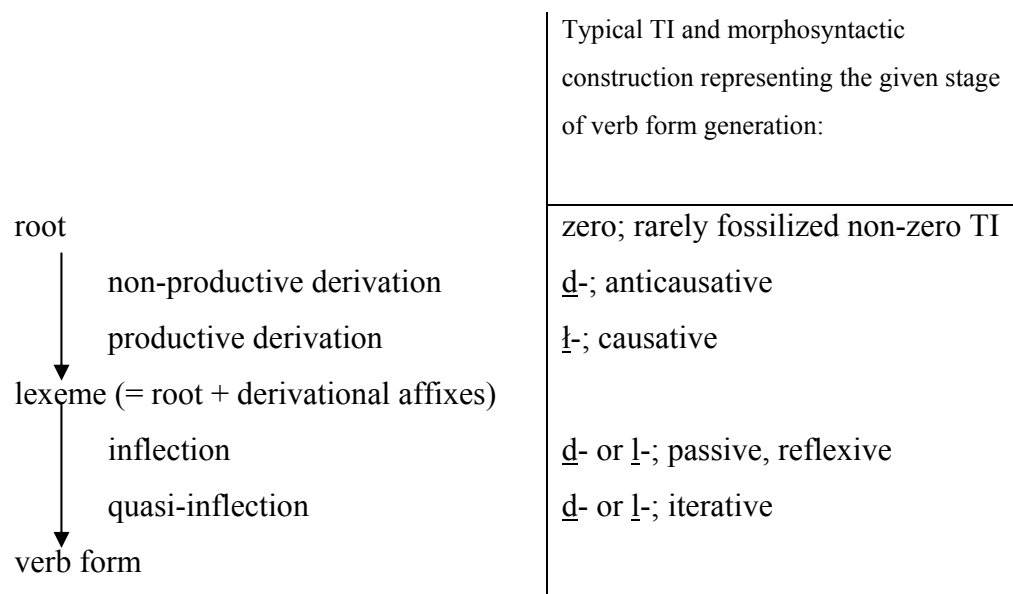 Typical TI and morphosyntactic
construction representing the given stage
of verb form generation:
root zero; rarely fossilized non-zero TI
non-productive derivation d-; anticausative
productive derivation ł-; causative
lexeme (= root + derivational affixes)
inflection d- or l-; passive, reflexive
quasi-inflection d- or l-; iterative
verb form